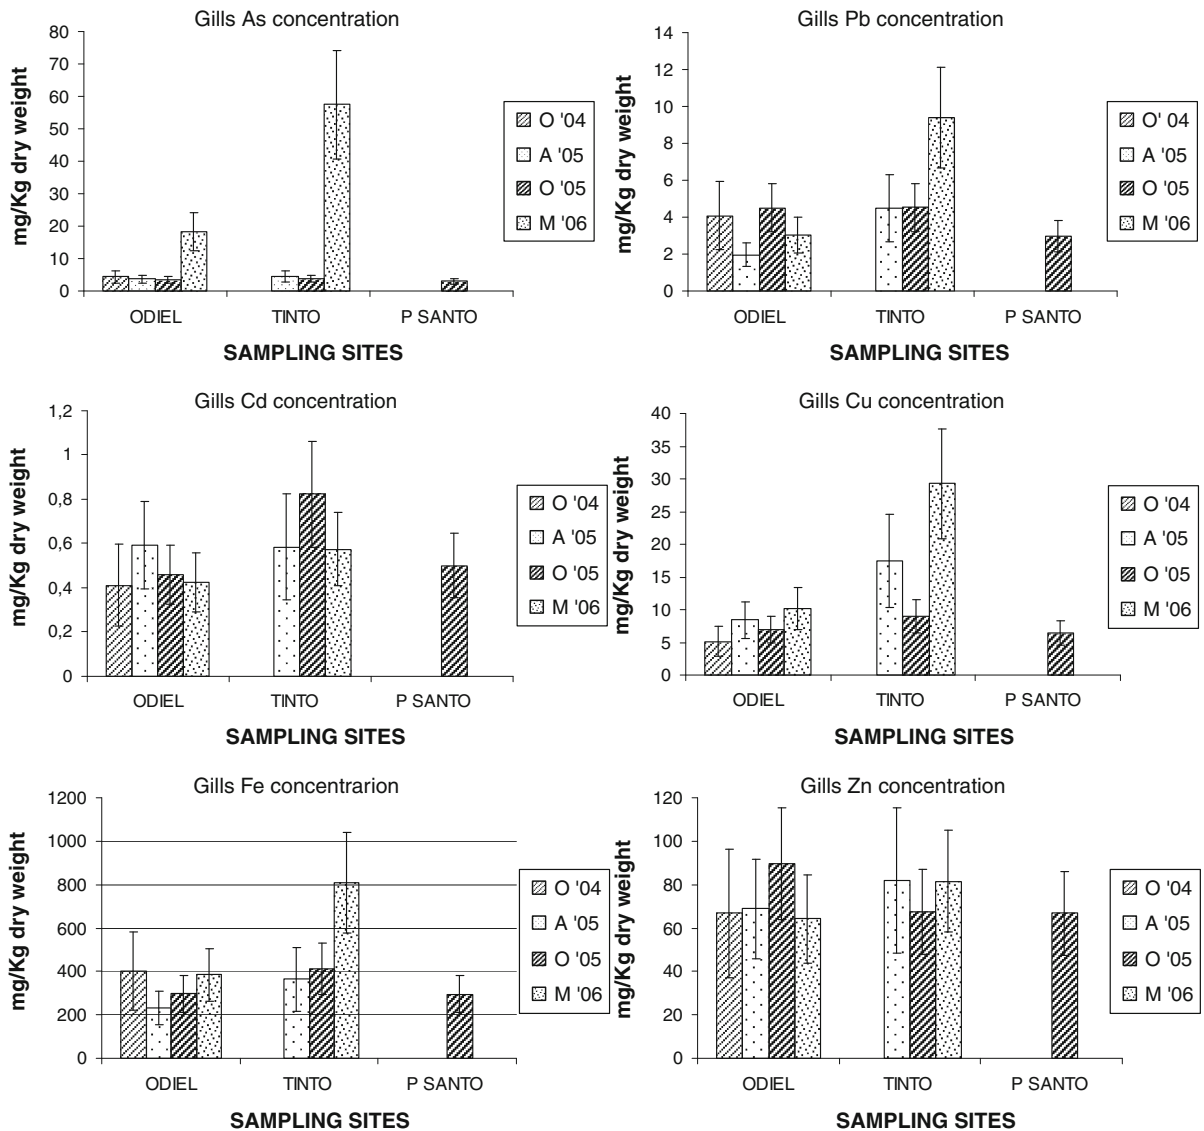 Gills As concentration
mg/Kg dry weight
80
70
60
50
40
30
20
10
0
ODIEL TINTO P SANTO
SAMPLING SITES
O '04
A '05
O '05
M '06
Gills Pb concentration
mg/Kg dry weight
14
12
10
8
6
4
2
0
ODIEL TINTO P SANTO
SAMPLING SITES
O' 04
A '05
O '05
M '06
Gills Cd concentration
mg/Kg dry weight
1,2
1
0,8
0,6
0,4
0,2
0
ODIEL TINTO P SANTO
SAMPLING SITES
O '04
A '05
O '05
M '06
Gills Cu concentration
mg/Kg dry weight
40
35
30
25
20
15
10
5
0
ODIEL TINTO P SANTO
SAMPLING SITES
O '04
A '05
O '05
M '06
Gills Fe concentrarion
mg/Kg dry weight
1200
1000
800
600
400
200
0
ODIEL TINTO P SANTO
SAMPLING SITES
O '04
A '05
O '05
M '06
Gills Zn concentration
mg/Kg dry weight
120
100
80
60
40
20
0
ODIEL TINTO P SANTO
SAMPLING SITES
O '04
A '05
O '05
M '06